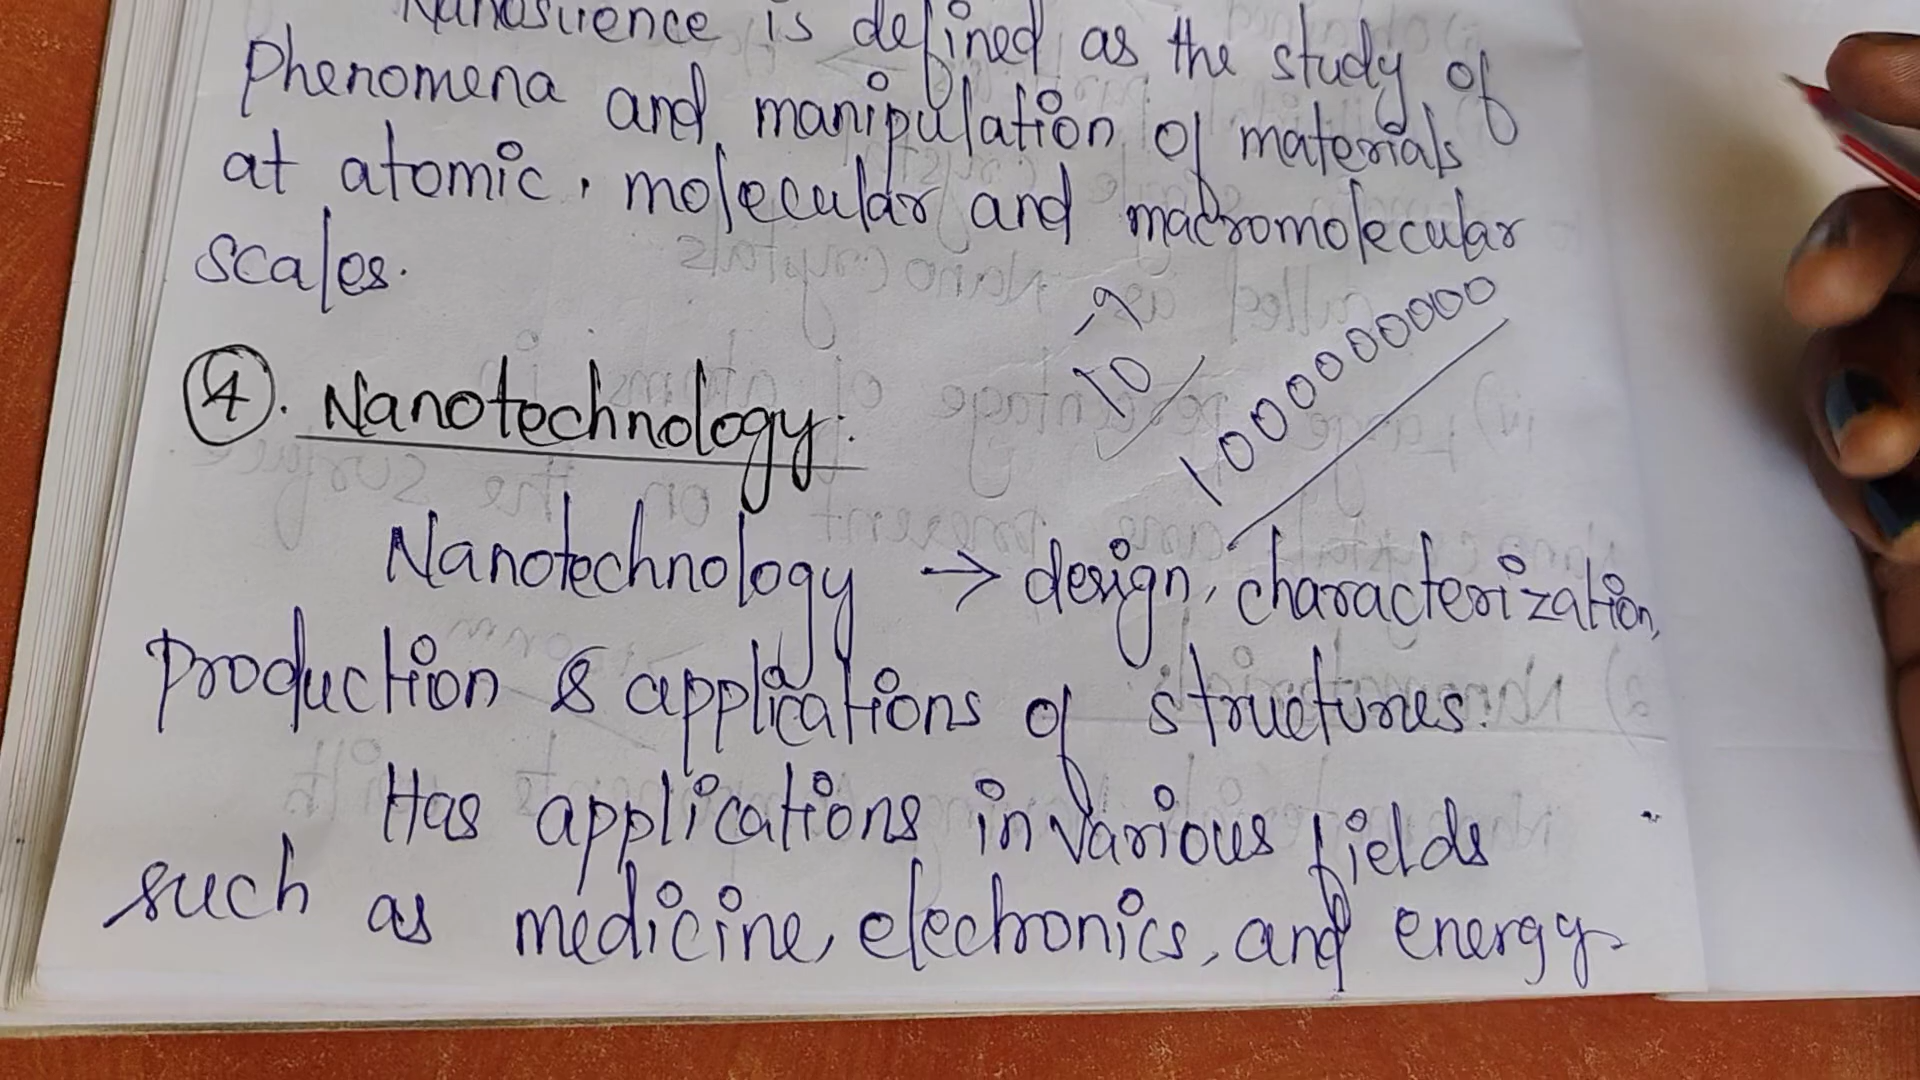 Nanoscience is defined as the study of
phenomena and manipulation of materials
at atomic, molecular and macromolecular
scales.
10⁻⁹
1000000000
4. Nanotechnology:
Nanotechnology → design, characterization,
production & applications of structures.
Has applications in various fields
such as medicine, electronics, and energy.